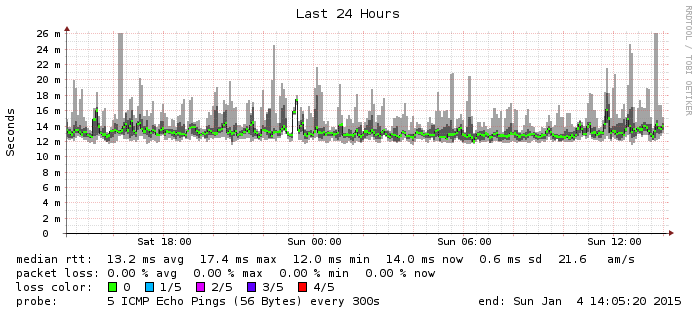 Last 24 Hours
RRDTOOL / TOBI OETIKER
Seconds
26 m
24 m
22 m
20 m
18 m
16 m
14 m
12 m
10 m
8 m
6 m
4 m
2 m
0
Sat 18:00 Sun 00:00 Sun 06:00 Sun 12:00
median rtt: 13.2 ms avg 17.4 ms max 12.0 ms min 14.0 ms now 0.6 ms sd 21.6 am/s
packet loss: 0.00 % avg 0.00 % max 0.00 % min 0.00 % now
loss color: 0 1/5 2/5 3/5 4/5
probe: 5 ICMP Echo Pings (56 Bytes) every 300s end: Sun Jan 4 14:05:20 2015